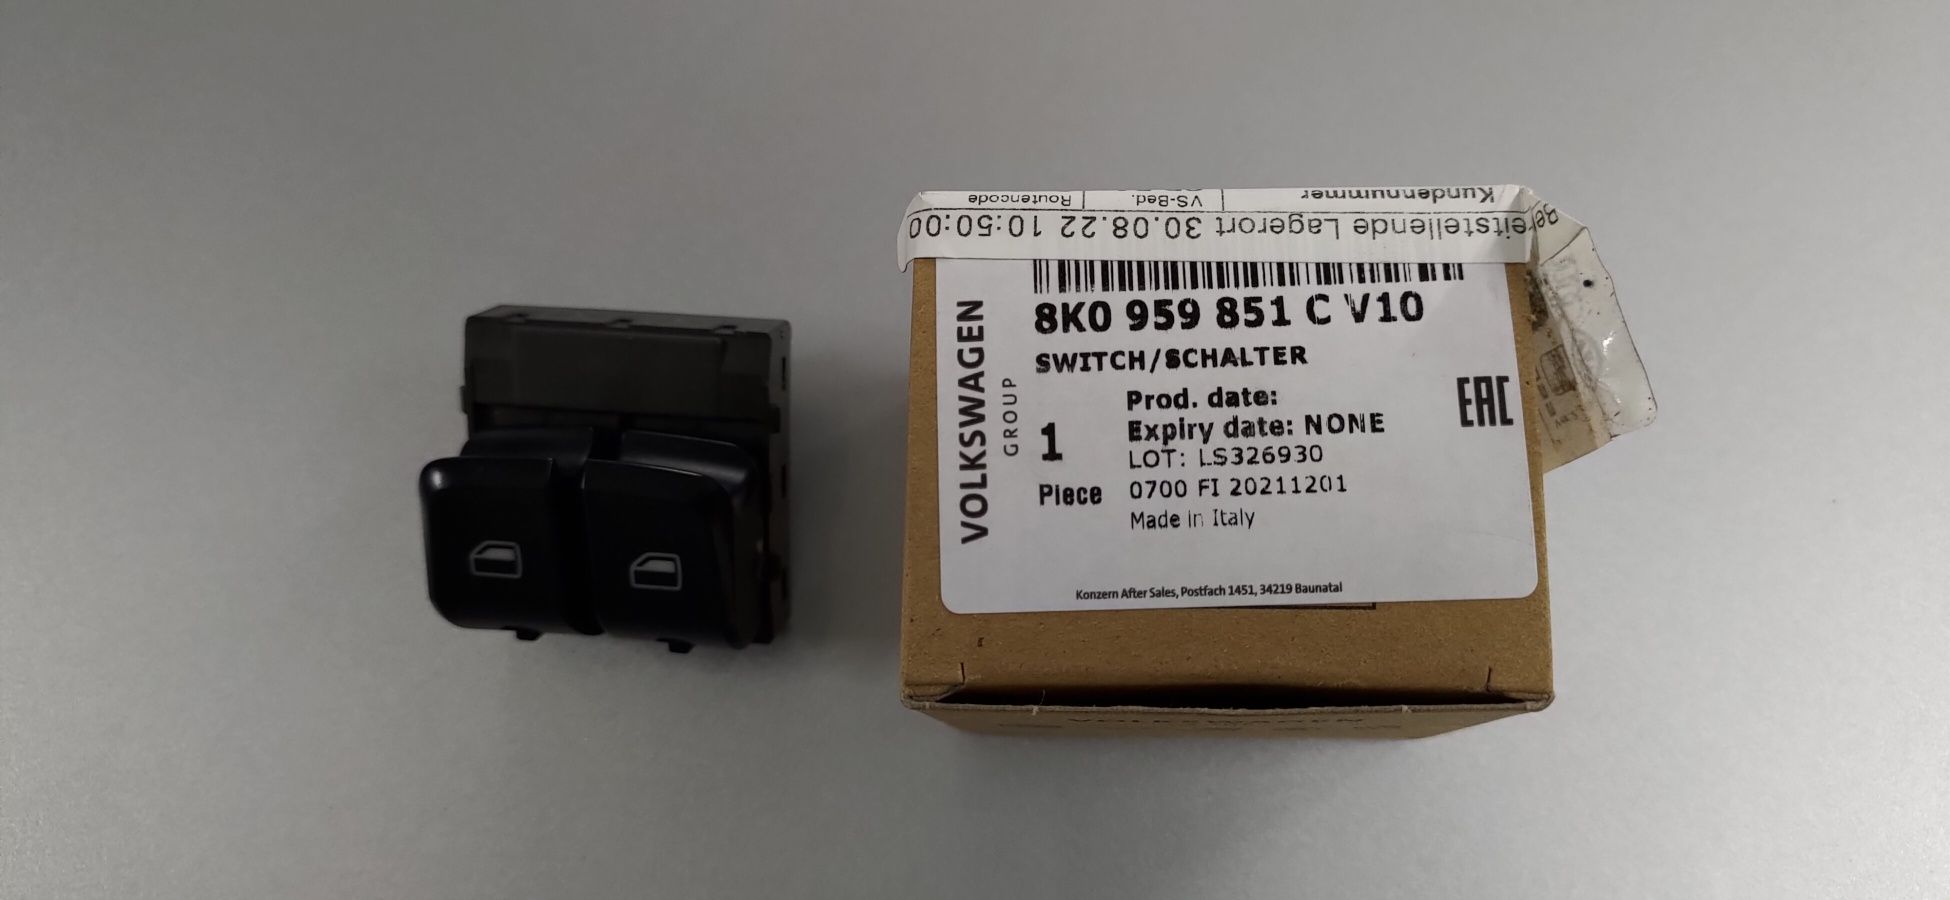 Kundennummer VS-Bed. Routencode
Bereitstellende Lagerort 30.08.22 10:50:00
8K0 959 851 C V10
SWITCH/SCHALTER
VOLKSWAGEN
GROUP
1
Piece
Prod. date:
Expiry date: NONE
LOT: LS326930
0700 FI 20211201
Made in Italy
EAC
Konzern After Sales, Postfach 1451, 34219 Baunatal